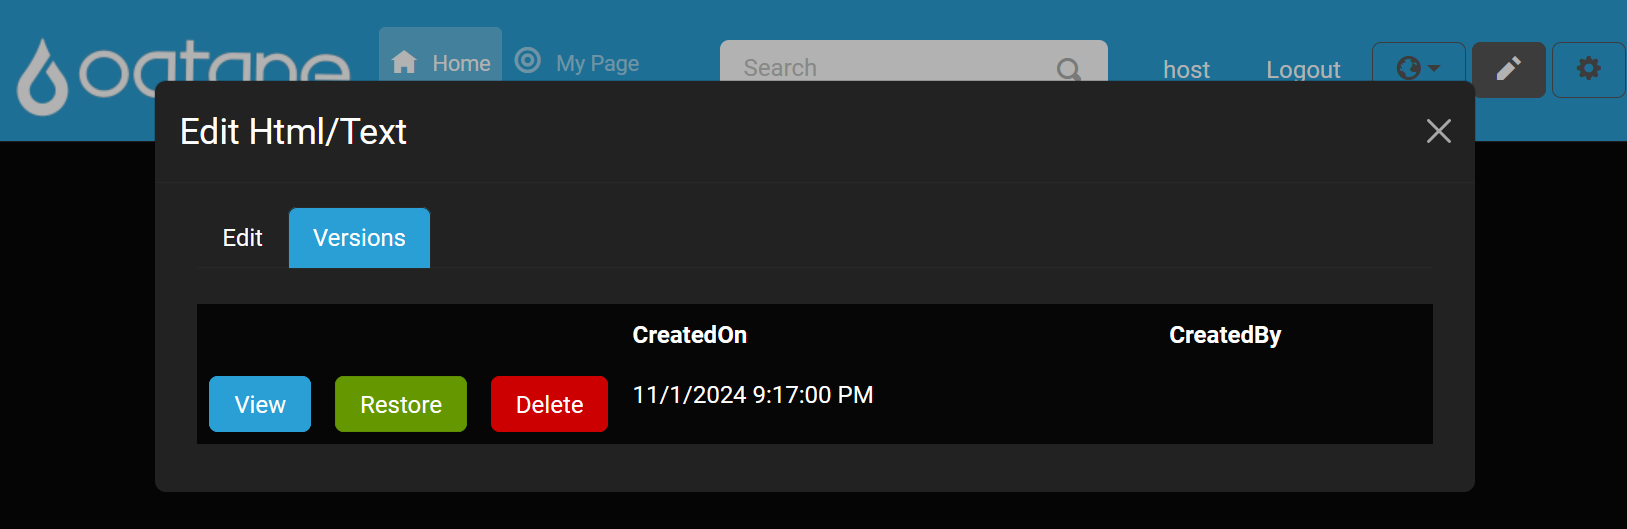 oqtane
Home
My Page
Search
host
Logout
Edit Html/Text
Edit
Versions
CreatedOn
CreatedBy
View
Restore
Delete
11/1/2024 9:17:00 PM